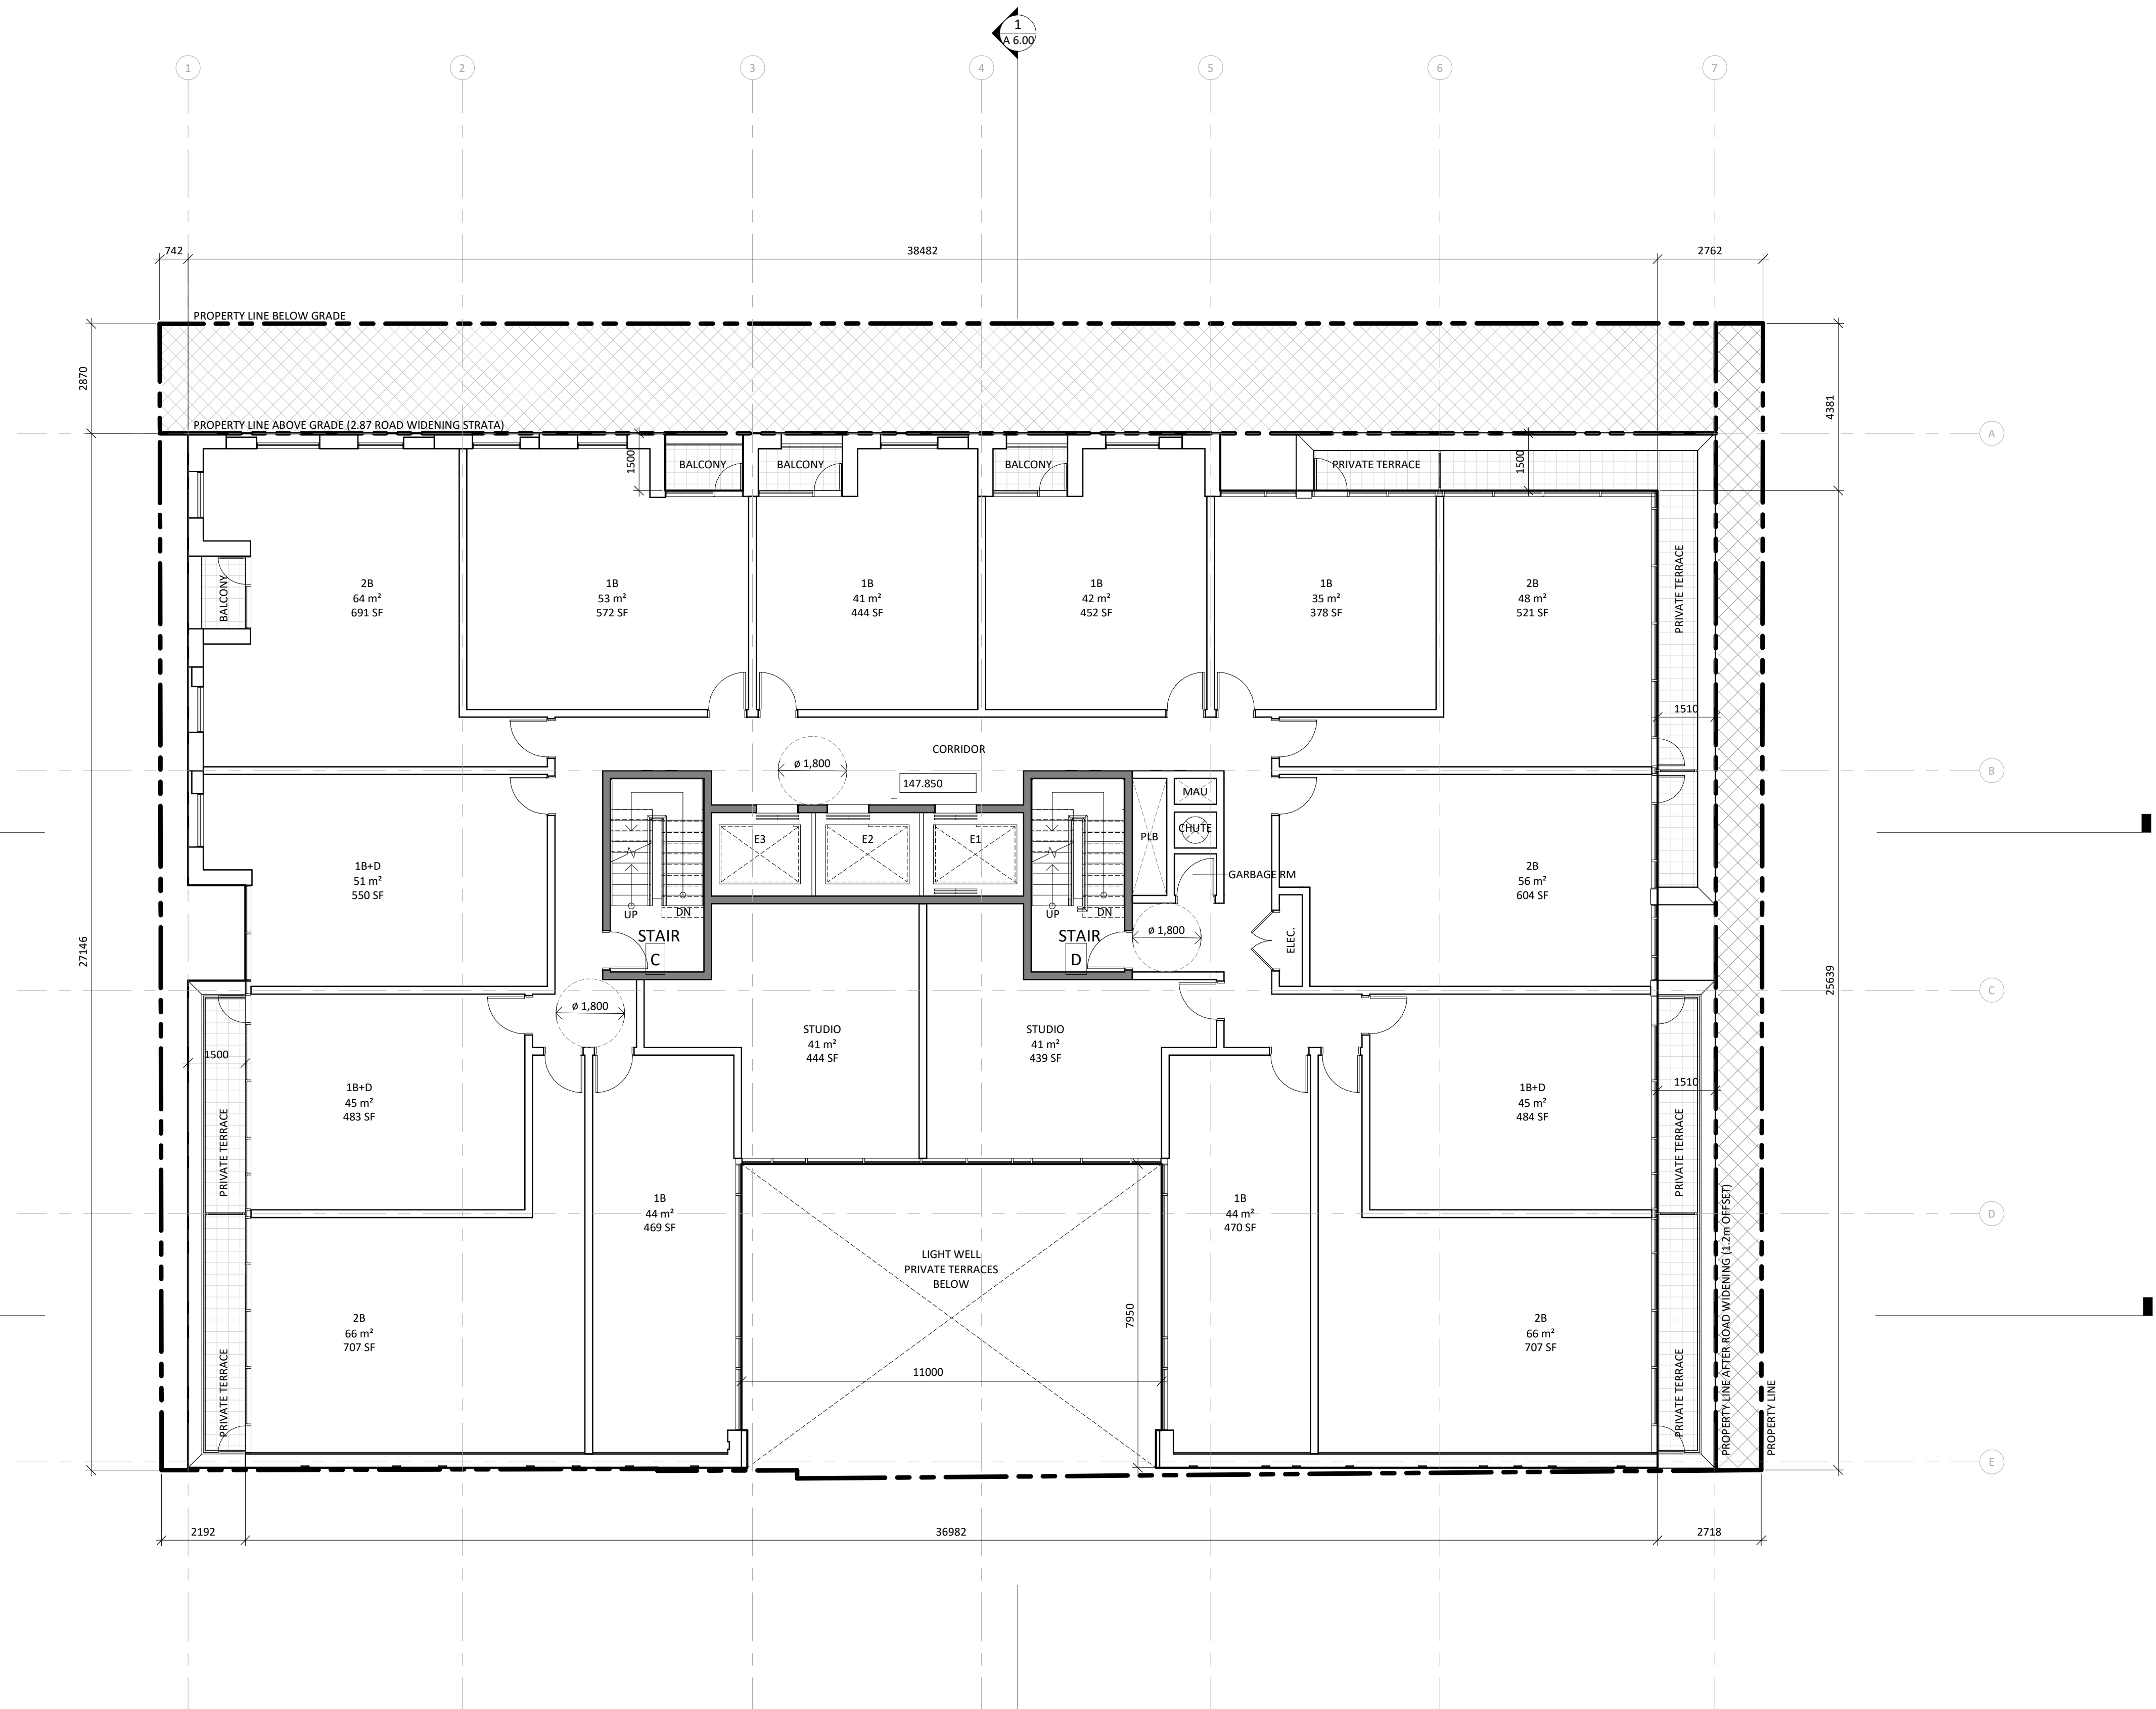 1
A 6.00
1
2
3
4
5
6
7
742
38482
2762
PROPERTY LINE BELOW GRADE
2870
4381
PROPERTY LINE ABOVE GRADE (2.87 ROAD WIDENING STRATA)
A
1500
BALCONY
BALCONY
BALCONY
PRIVATE TERRACE
1500
BALCONY
2B
64 m²
691 SF
1B
53 m²
572 SF
1B
41 m²
444 SF
1B
42 m²
452 SF
1B
35 m²
378 SF
2B
48 m²
521 SF
PRIVATE TERRACE
1510
CORRIDOR
ø 1,800
147.850
B
MAU
CHUTE
PLB
GARBAGE RM
E3
E2
E1
1B+D
51 m²
550 SF
2B
56 m²
604 SF
UP
DN
STAIR
C
UP
DN
STAIR
D
ø 1,800
ELEC.
27146
25639
C
ø 1,800
STUDIO
41 m²
444 SF
STUDIO
41 m²
439 SF
1500
1B+D
45 m²
483 SF
1510
1B+D
45 m²
484 SF
PRIVATE TERRACE
PRIVATE TERRACE
1B
44 m²
469 SF
1B
44 m²
470 SF
D
LIGHT WELL
PRIVATE TERRACES
BELOW
7950
11000
2B
66 m²
707 SF
2B
66 m²
707 SF
PRIVATE TERRACE
PRIVATE TERRACE
PROPERTY LINE AFTER ROAD WIDENING (1.2m OFFSET)
PROPERTY LINE
E
2192
36982
2718